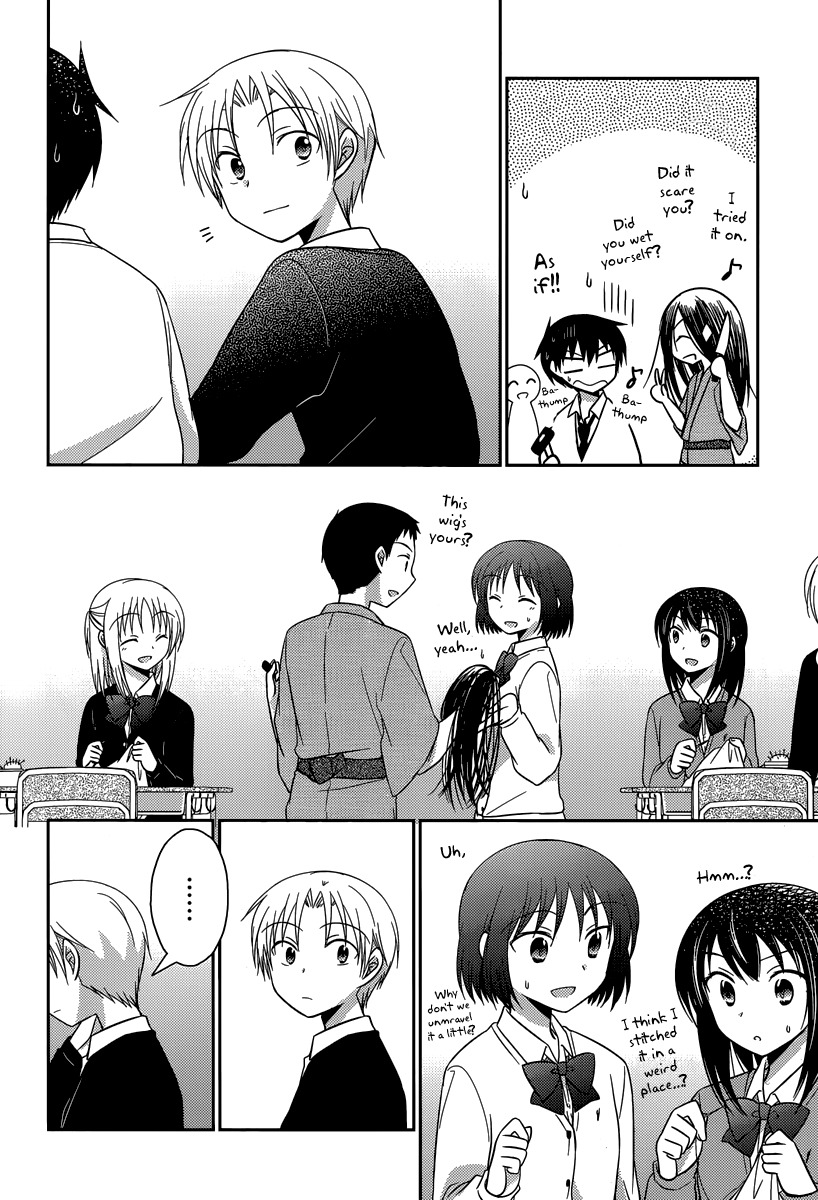 I
tried
it on.
Did it
scare
you?
Did
you wet
yourself?
As
if!!
Ba-
thump
Ba-
thump
This
wig's
yours?
Well,
yeah...
Hmm...?
I think I
stitched
it in a
weird
place...?
Uh,
Why
don't we
unmravel
it a little?
......